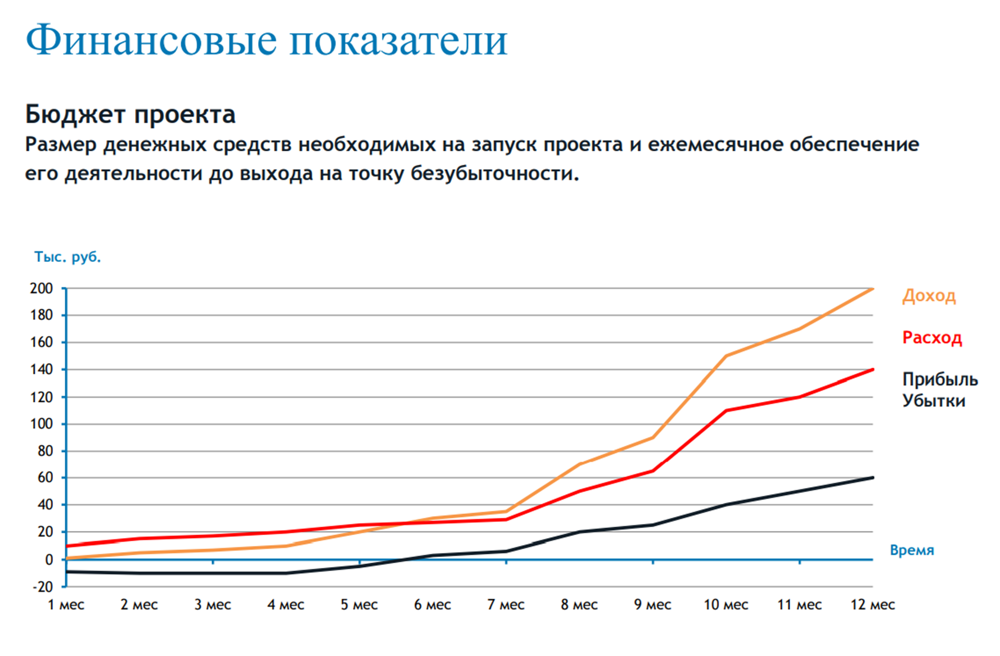 Финансовые показатели
Бюджет проекта
Размер денежных средств необходимых на запуск проекта и ежемесячное обеспечение
его деятельности до выхода на точку безубыточности.
Тыс. руб.
200
180
160
140
120
100
80
60
40
20
0
-20
Доход
Расход
Прибыль
Убытки
Время
1 мес 2 мес 3 мес 4 мес 5 мес 6 мес 7 мес 8 мес 9 мес 10 мес 11 мес 12 мес